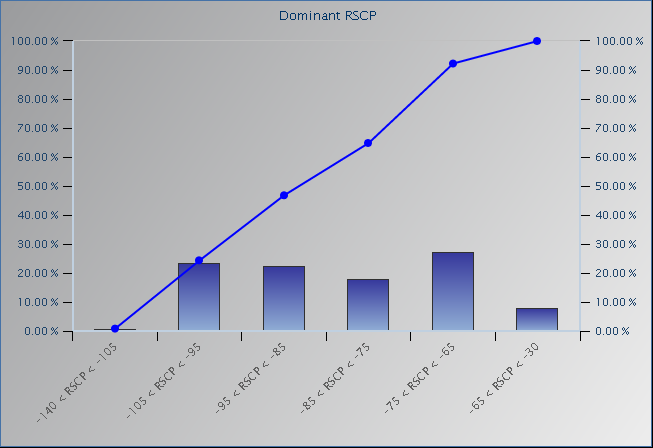 Dominant RSCP
100.00 % 100.00 %
90.00 % 90.00 %
80.00 % 80.00 %
70.00 % 70.00 %
60.00 % 60.00 %
50.00 % 50.00 %
40.00 % 40.00 %
30.00 % 30.00 %
20.00 % 20.00 %
10.00 % 10.00 %
0.00 % 0.00 %
-140 < RSCP < -105
-105 < RSCP < -95
-95 < RSCP < -85
-85 < RSCP < -75
-75 < RSCP < -65
-65 < RSCP < -30